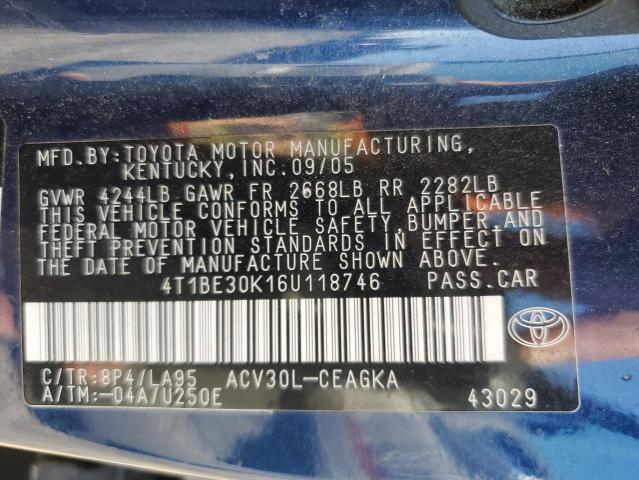 MFD.BY:TOYOTA MOTOR MANUFACTURING,
KENTUCKY, INC.09/05
GVWR 4244LB GAWR FR 2668LB RR 2282LB
THIS VEHICLE CONFORMS TO ALL APPLICABLE
FEDERAL MOTOR VEHICLE SAFETY,BUMPER,AND
THEFT PREVENTION STANDARDS IN EFFECT ON
THE DATE OF MANUFACTURE SHOWN ABOVE.
4T1BE30K16U118746 PASS.CAR
C/TR:8P4/LA95 ACV30L-CEAGKA
A/TM:-04A/U250E 43029